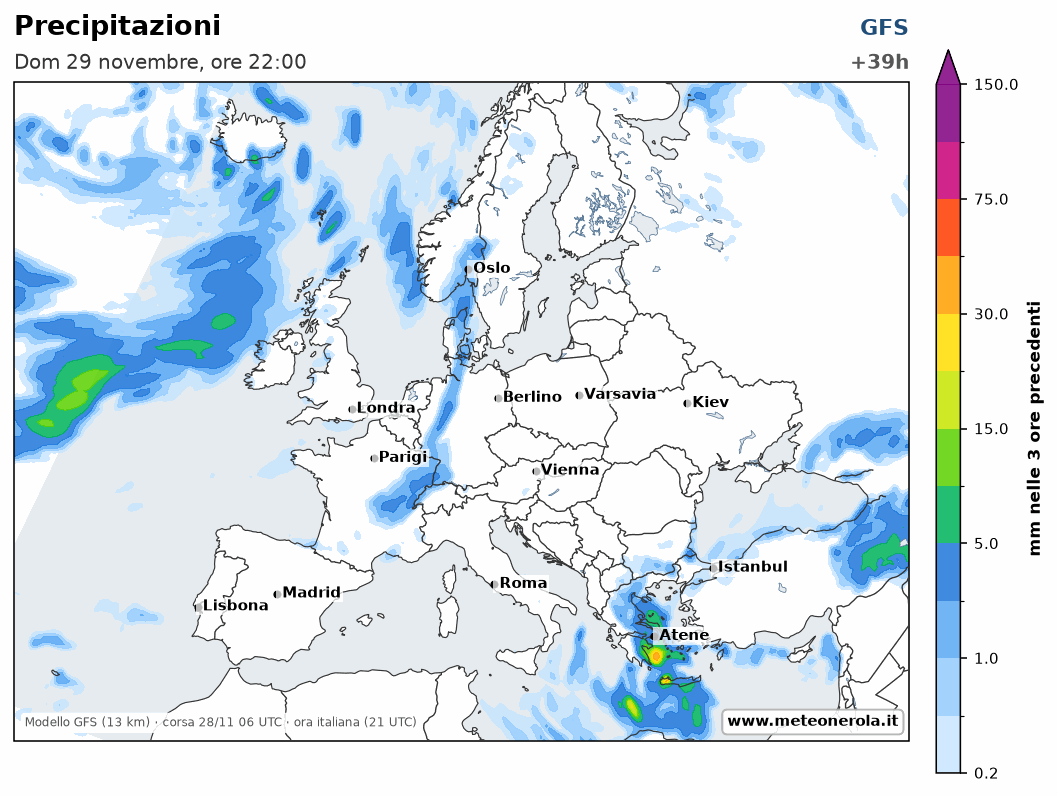 Precipitazioni
GFS
Dom 29 novembre, ore 22:00
+39h
150.0
75.0
30.0
15.0
5.0
1.0
0.2
mm nelle 3 ore precedenti
Oslo
Berlino
Varsavia
Kiev
Londra
Parigi
Vienna
Istanbul
Roma
Madrid
Lisbona
Atene
Modello GFS (13 km) · corsa 28/11 06 UTC · ora italiana (21 UTC)
www.meteonerola.it